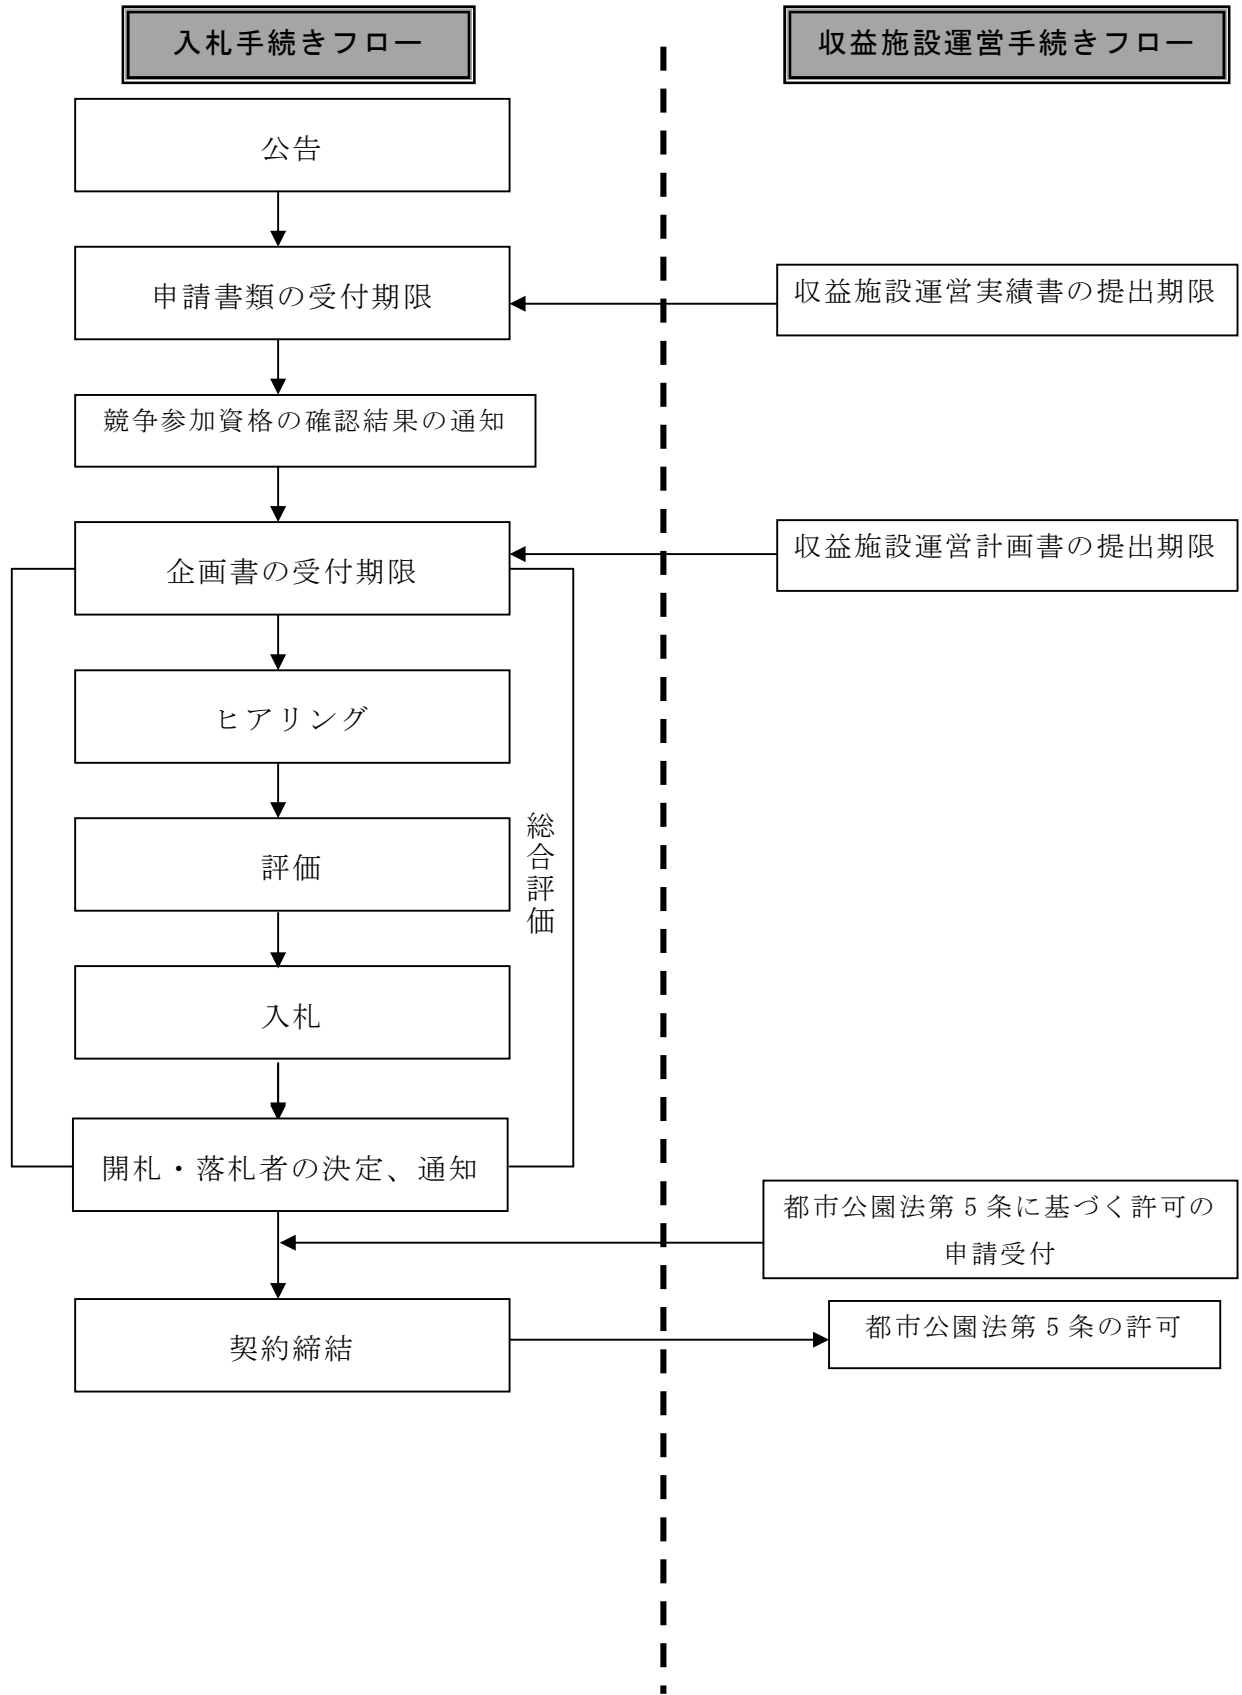 入札手続きフロー
収益施設運営手続きフロー
公告
申請書類の受付期限
収益施設運営実績書の提出期限
競争参加資格の確認結果の通知
企画書の受付期限
収益施設運営計画書の提出期限
ヒアリング
評価
総合評価
入札
開札・落札者の決定、通知
都市公園法第5条に基づく許可の
申請受付
契約締結
都市公園法第5条の許可